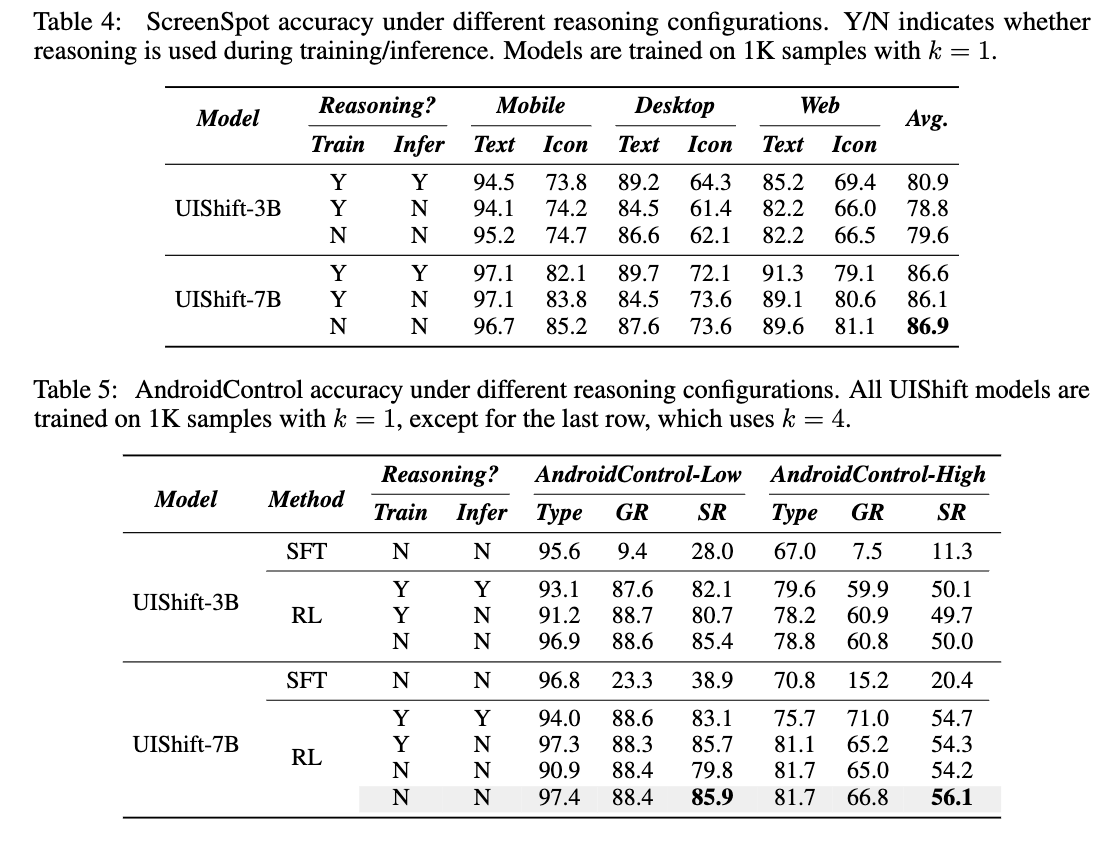 Table 4: ScreenSpot accuracy under different reasoning configurations. Y/N indicates whether
reasoning is used during training/inference. Models are trained on 1K samples with k = 1.
Model Reasoning? Mobile Desktop Web Avg.
Train Infer Text Icon Text Icon Text Icon
UIShift-3B Y Y 94.5 73.8 89.2 64.3 85.2 69.4 80.9
Y N 94.1 74.2 84.5 61.4 82.2 66.0 78.8
N N 95.2 74.7 86.6 62.1 82.2 66.5 79.6
UIShift-7B Y Y 97.1 82.1 89.7 72.1 91.3 79.1 86.6
Y N 97.1 83.8 84.5 73.6 89.1 80.6 86.1
N N 96.7 85.2 87.6 73.6 89.6 81.1 86.9
Table 5: AndroidControl accuracy under different reasoning configurations. All UIShift models are
trained on 1K samples with k = 1, except for the last row, which uses k = 4.
Model Method Reasoning? AndroidControl-Low AndroidControl-High
Train Infer Type GR SR Type GR SR
UIShift-3B SFT N N 95.6 9.4 28.0 67.0 7.5 11.3
RL Y Y 93.1 87.6 82.1 79.6 59.9 50.1
Y N 91.2 88.7 80.7 78.2 60.9 49.7
N N 96.9 88.6 85.4 78.8 60.8 50.0
UIShift-7B SFT N N 96.8 23.3 38.9 70.8 15.2 20.4
RL Y Y 94.0 88.6 83.1 75.7 71.0 54.7
Y N 97.3 88.3 85.7 81.1 65.2 54.3
N N 90.9 88.4 79.8 81.7 65.0 54.2
N N 97.4 88.4 85.9 81.7 66.8 56.1